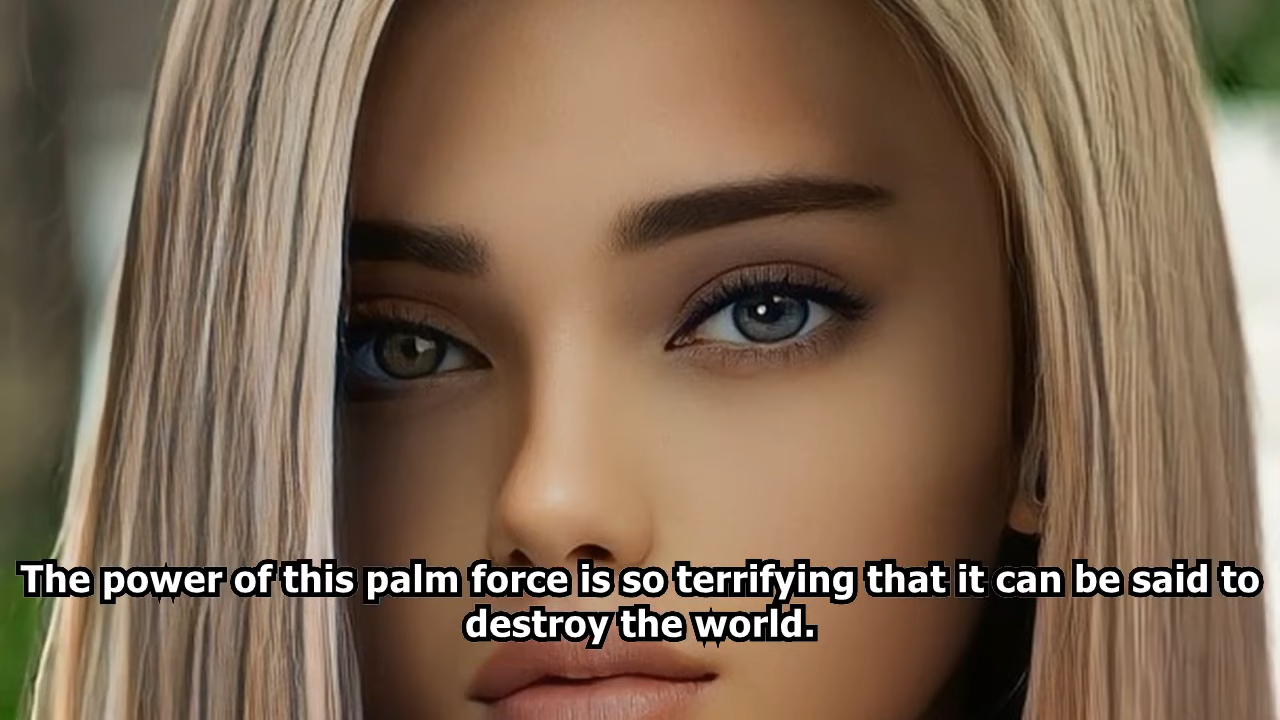 The power of this palm force is so terrifying that it can be said to
destroy the world.